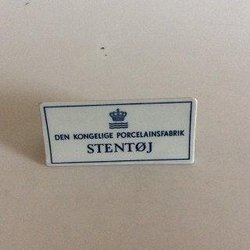 DEN KONGELIGE PORCELAINSFABRIK
STENTØJ